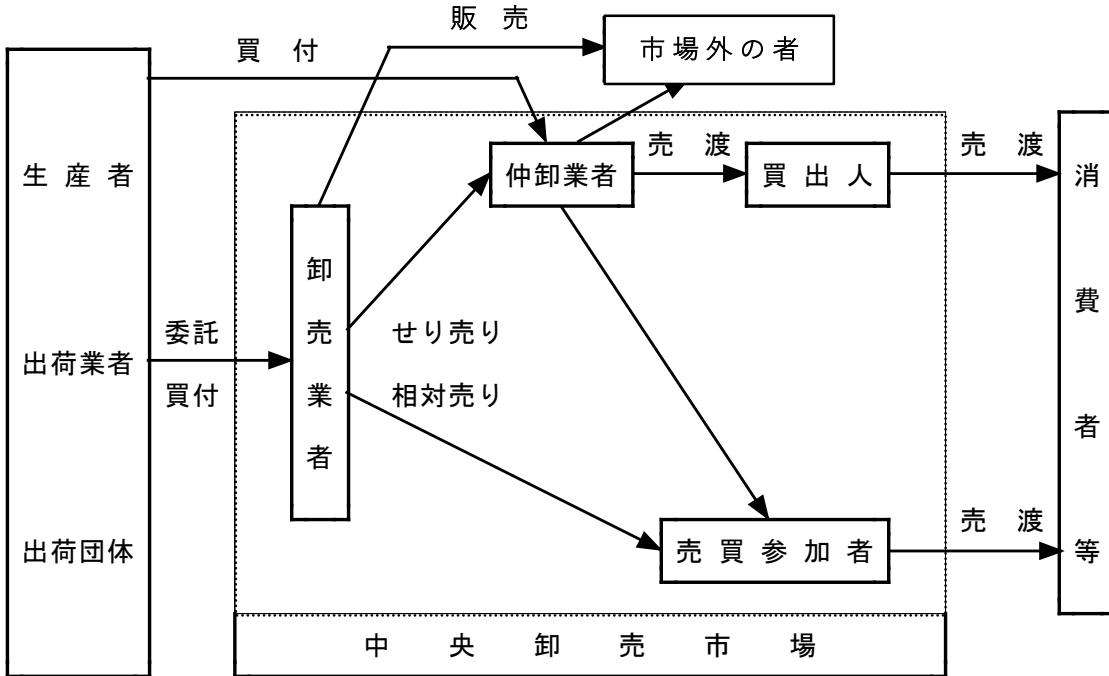 販売
市場外の者
買付
生産者
出荷業者
出荷団体
委託
買付
卸売業者
せり売り
相対売り
仲卸業者
売渡
買出人
売渡
売買参加者
売渡
消費者等
中央卸売市場